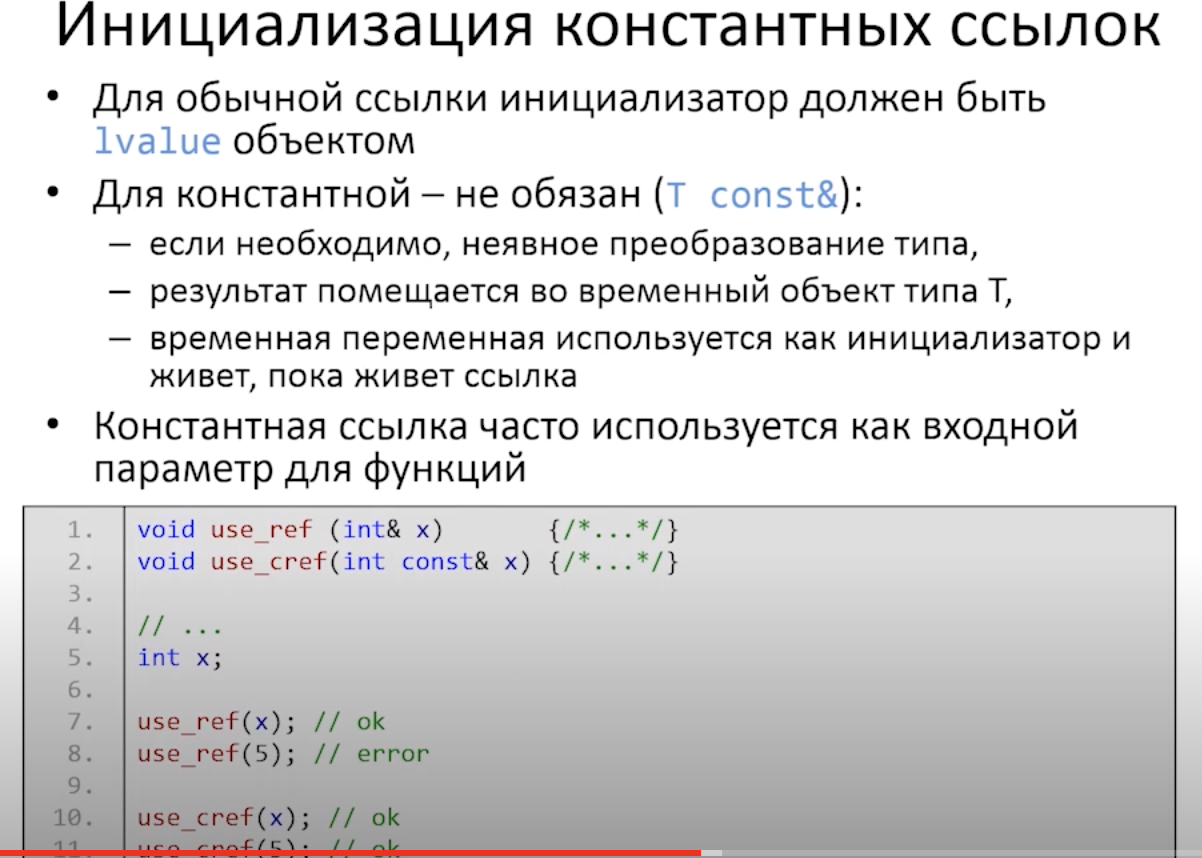 Инициализация константных ссылок
• Для обычной ссылки инициализатор должен быть
lvalue объектом
• Для константной – не обязан (T const&):
– если необходимо, неявное преобразование типа,
– результат помещается во временный объект типа T,
– временная переменная используется как инициализатор и
живет, пока живет ссылка
• Константная ссылка часто используется как входной
параметр для функций
1. void use_ref (int& x)       {/*...*/}
2. void use_cref(int const& x) {/*...*/}
3.
4. // ...
5. int x;
6.
7. use_ref(x); // ok
8. use_ref(5); // error
9.
10. use_cref(x); // ok
11. use_cref(5); // ok